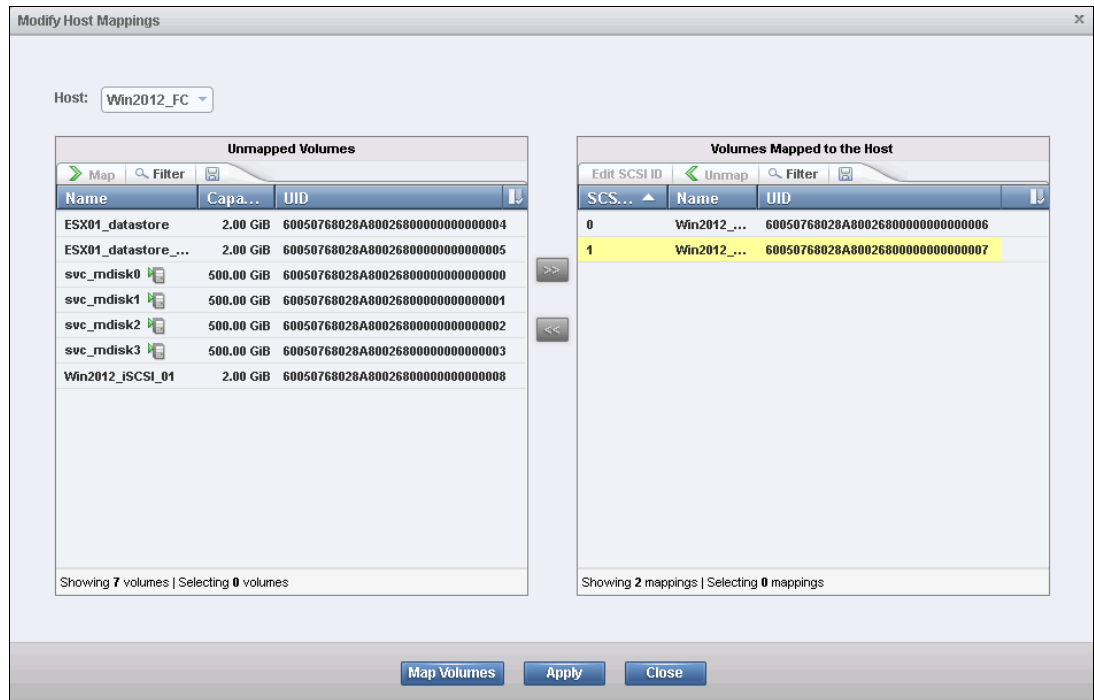 Modify Host Mappings x
Host: Win2012_FC
Unmapped Volumes
Map Filter
Name Capa... UID
ESX01_datastore 2.00 GiB 60050768028A80026800000000000004
ESX01_datastore_... 2.00 GiB 60050768028A80026800000000000005
svc_mdisk0 500.00 GiB 60050768028A80026800000000000000
svc_mdisk1 500.00 GiB 60050768028A80026800000000000001
svc_mdisk2 500.00 GiB 60050768028A80026800000000000002
svc_mdisk3 500.00 GiB 60050768028A80026800000000000003
Win2012_iSCSI_01 2.00 GiB 60050768028A80026800000000000008
Showing 7 volumes | Selecting 0 volumes
>>
<<
Volumes Mapped to the Host
Edit SCSI ID Unmap Filter
SCS... Name UID
0 Win2012_... 60050768028A80026800000000000006
1 Win2012_... 60050768028A80026800000000000007
Showing 2 mappings | Selecting 0 mappings
Map Volumes Apply Close